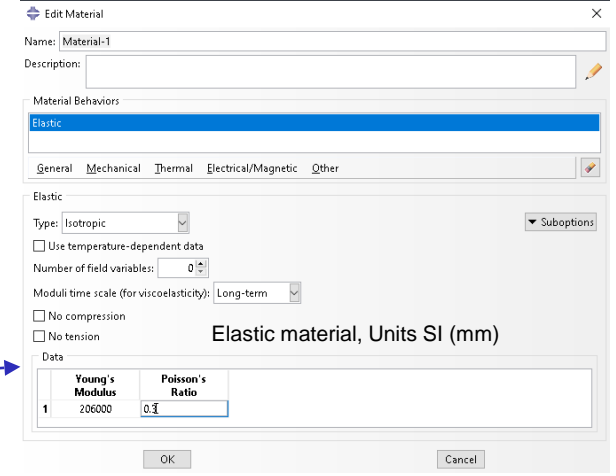 Edit Material
Name: Material-1
Description:
Material Behaviors
Elastic
General Mechanical Thermal Electrical/Magnetic Other
Elastic
Type: Isotropic
Suboptions
Use temperature-dependent data
Number of field variables: 0
Moduli time scale (for viscoelasticity): Long-term
No compression
No tension
Elastic material, Units SI (mm)
Data
Young's Poisson's
Modulus Ratio
1 206000 0.3
OK Cancel